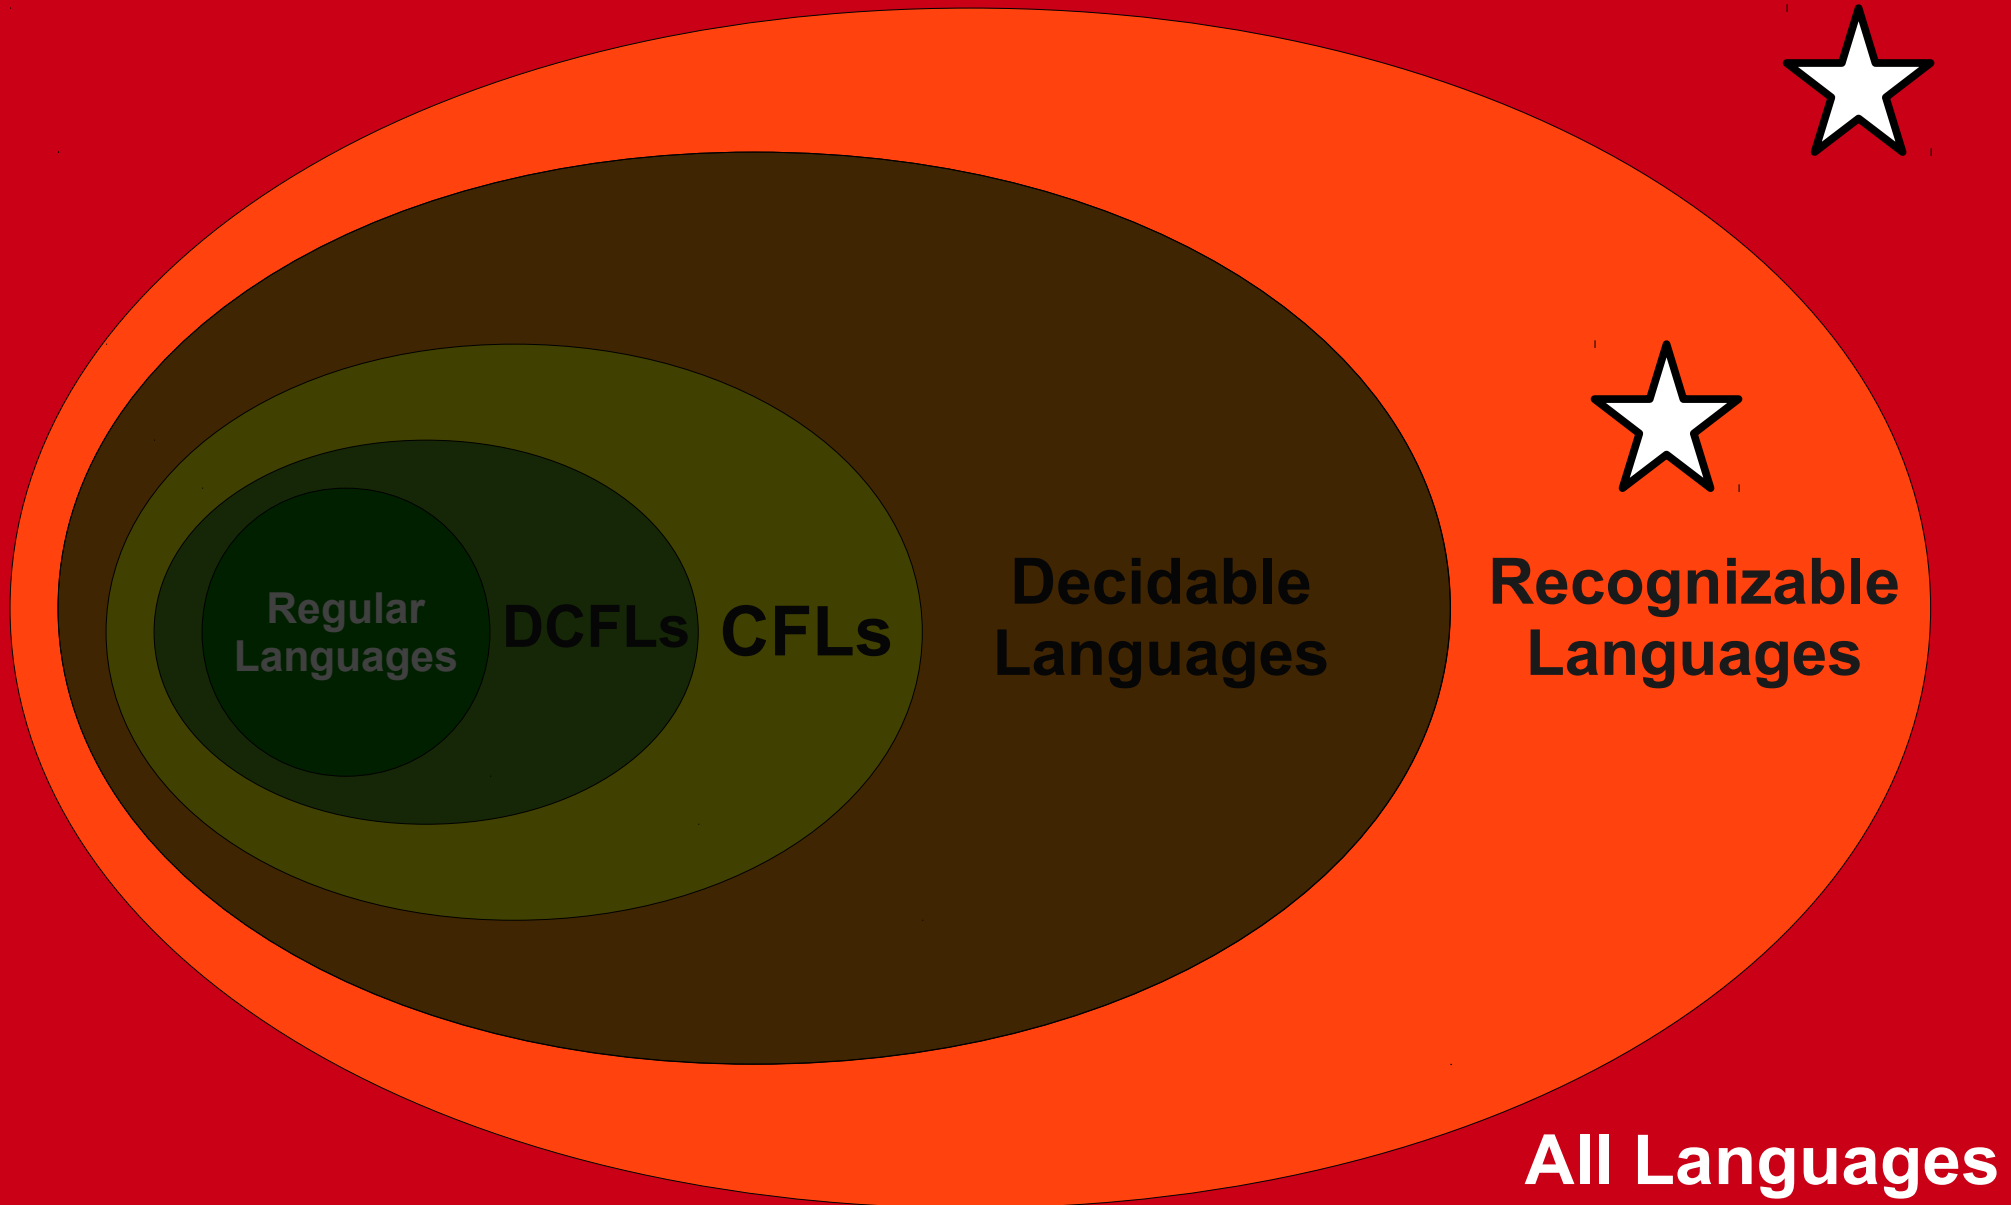 Regular
Languages
DCFLs
CFLs
Decidable
Languages
Recognizable
Languages
All Languages